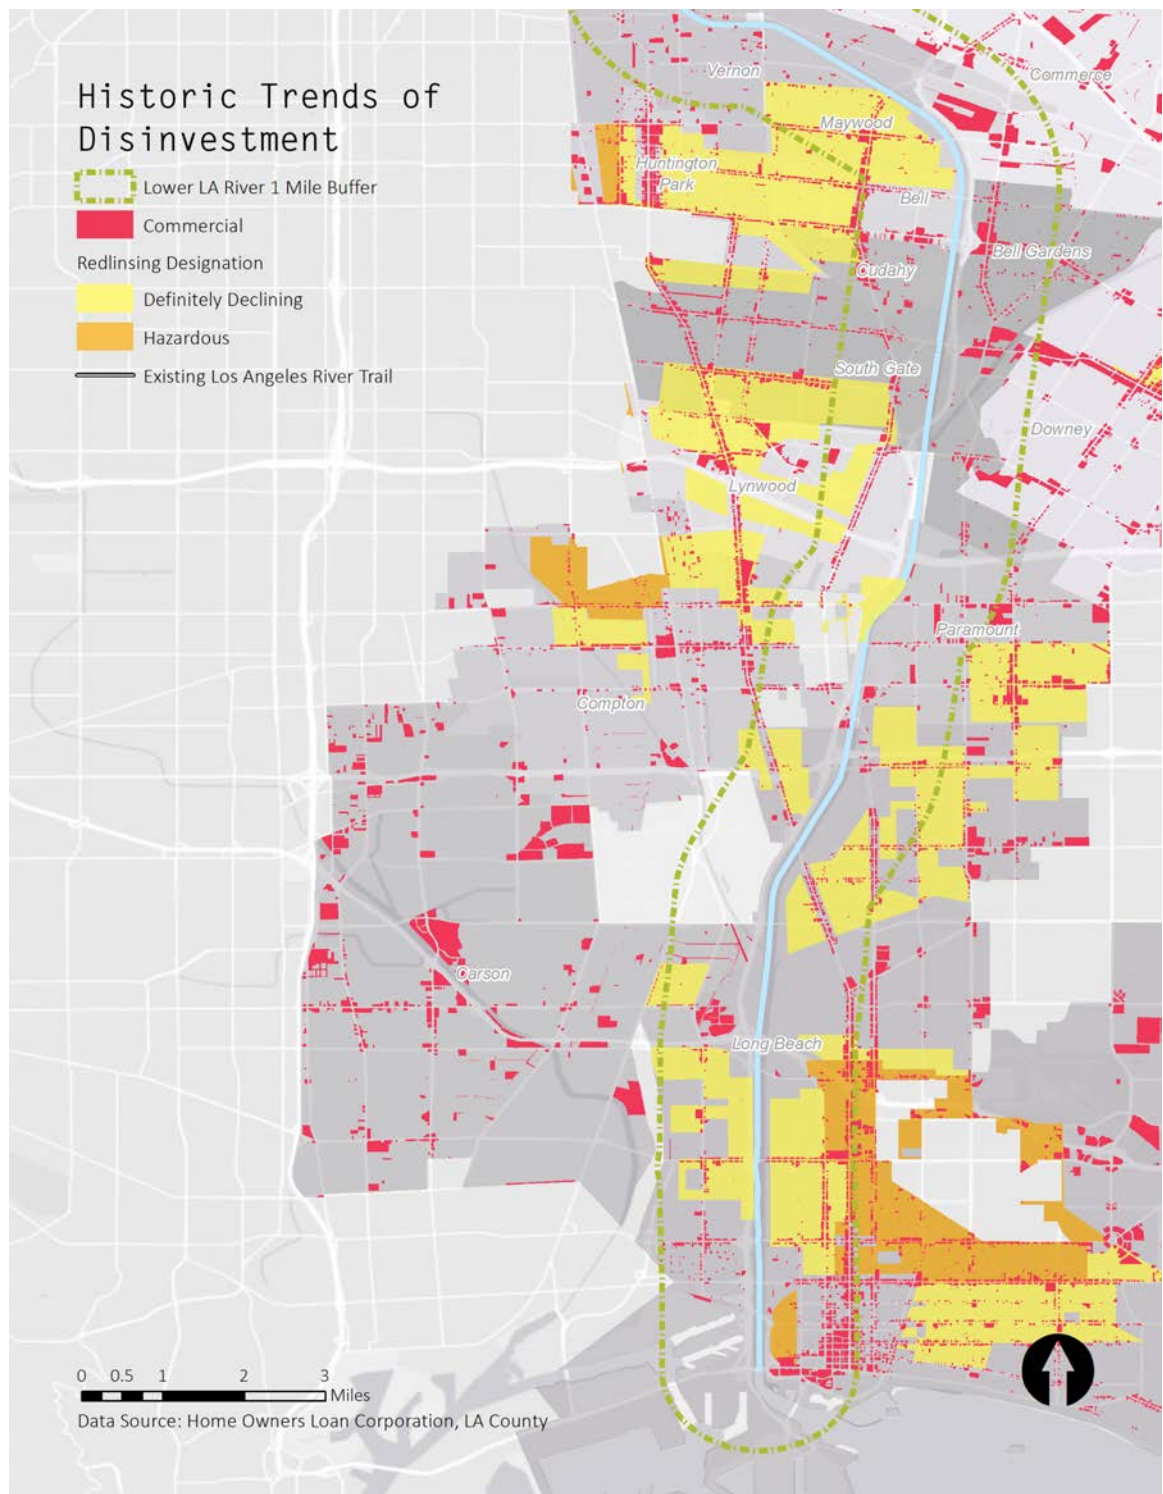 Historic Trends of
Disinvestment
Lower LA River 1 Mile Buffer
Commercial
Redlinsing Designation
Definitely Declining
Hazardous
Existing Los Angeles River Trail
Vernon
Commerce
Maywood
Huntington
Park
Bell
Bell Gardens
Cudahy
South Gate
Downey
Lynwood
Paramount
Compton
Carson
Long Beach
0 0.5 1 2 3
Miles
Data Source: Home Owners Loan Corporation, LA County